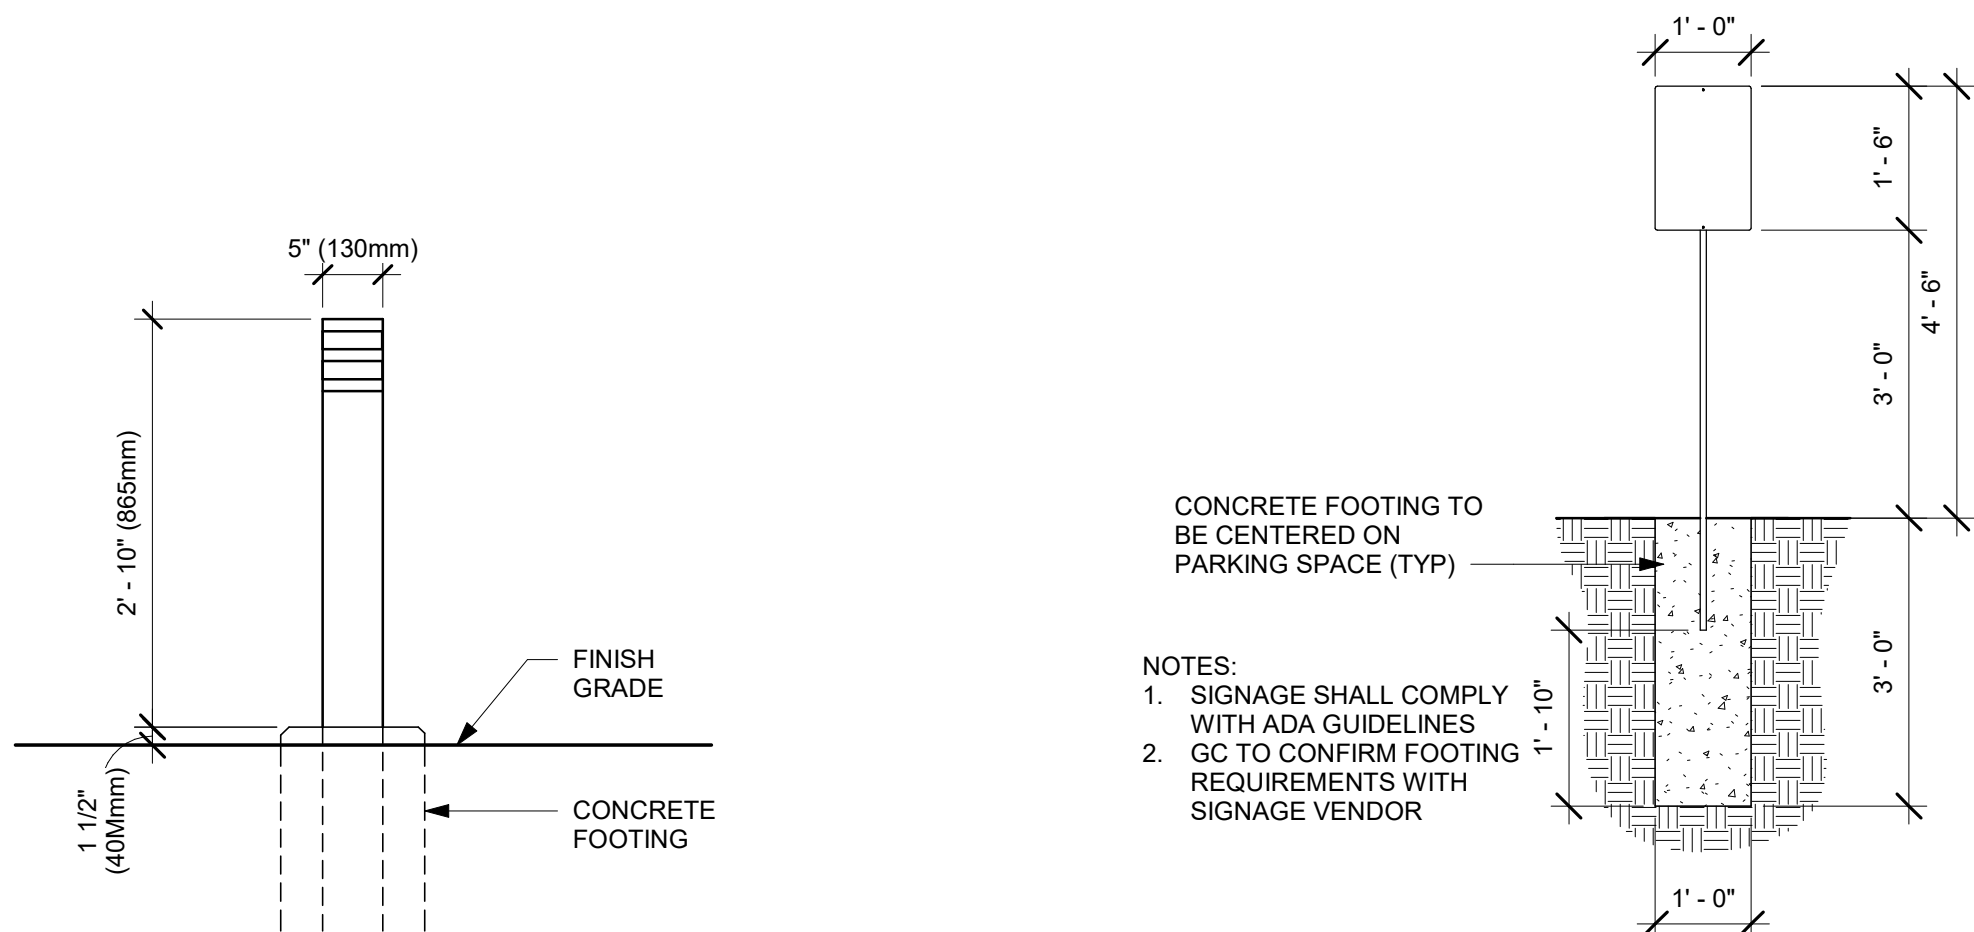 5" (130mm)
2' - 10" (865mm)
FINISH
GRADE
1 1/2"
(40Mmm)
CONCRETE
FOOTING
1' - 0"
1' - 6"
4' - 6"
3' - 0"
CONCRETE FOOTING TO
BE CENTERED ON
PARKING SPACE (TYP)
NOTES:
1. SIGNAGE SHALL COMPLY
WITH ADA GUIDELINES
2. GC TO CONFIRM FOOTING
REQUIREMENTS WITH
SIGNAGE VENDOR
1' - 10"
3' - 0"
1' - 0"